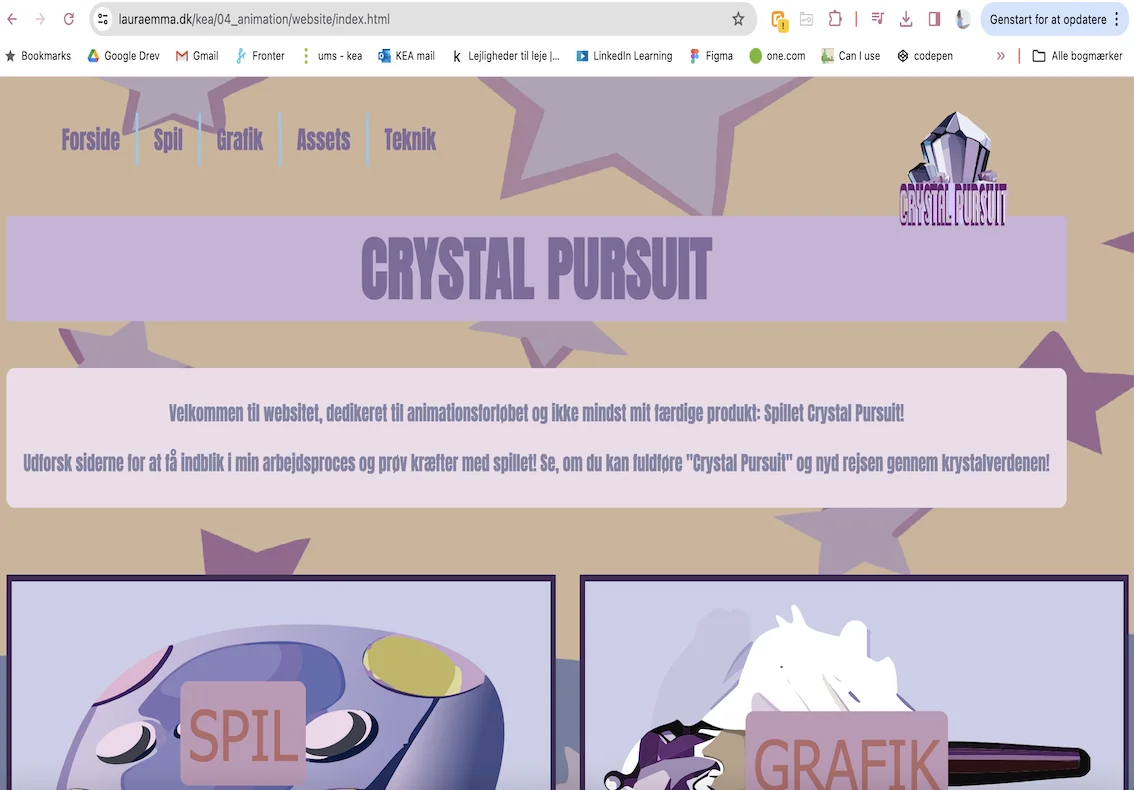 lauraemma.dk/kea/04_animation/website/index.html
Genstart for at opdatere
Bookmarks
Google Drev
Gmail
Fronter
ums - kea
KEA mail
Lejligheder til leje |...
LinkedIn Learning
Figma
one.com
Can I use
codepen
»
Alle bogmærker
Forside
Spil
Grafik
Assets
Teknik
CRYSTAL PURSUIT
CRYSTAL PURSUIT
Velkommen til websitet, dedikeret til animationsforløbet og ikke mindst mit færdige produkt: Spillet Crystal Pursuit!
Udforsk siderne for at få indblik i min arbejdsproces og prøv kræfter med spillet! Se, om du kan fuldføre "Crystal Pursuit" og nyd rejsen gennem krystalverdenen!
SPIL
GRAFIK